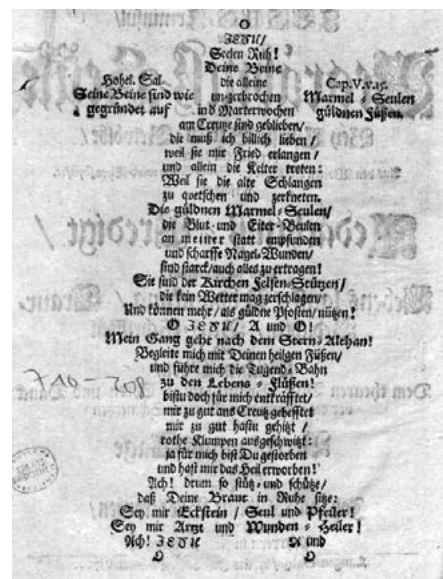 O
JESU/
Seelen Ruh!
Deine Beine
Hohel. Sal. die alleine Cap. V. v. 15.
Seine Beine sind wie un-zerbrochen Marmel-Seulen
gegründet auf in d Marterwochen güldnen Füßen.
am Creutze sind geblieben/
die muß ich billich lieben/
weil sie mir Fried erlangen/
und allein die Kelter treten:
Weil sie die alte Schlangen
zu quetschen und zerkneten.
Die güldnen Marmel-Seulen/
die Blut- und Eiter-Beulen
an meiner statt empfunden
und scharffe Nagel-Wunden/
sind starck/auch alles zu ertragen!
Sie sind der Kirchen Felsen-Stützen/
die kein Wetter mag zerschlagen/
Und können mehr/als güldne Pfosten/nützen!
O JESU/ A und O!
Mein Gang gehe nach dem Stern-Althan!
Begleite mich mit Deinen heilgen Füßen/
und führe mich die Tugend-Bahn
zu den Lebens-Flüssen!
bistu doch für mich entkräfftet/
mir zu gut ans Creutz gehefftet
mir zu gut hastu gehitzt/
rothe Klumpen ausgeschwitzt:
ja für mich bist Du gestorben
und hast mir das Heil erworben!
Ach! drum so stütz- und schütze/
daß Deine Braut in Ruhe sitze:
Sey mir Eckstein/ Seul und Pfeiler!
Sey mir Artzt und Wunden-Heiler!
Ach! JESU A und
O O